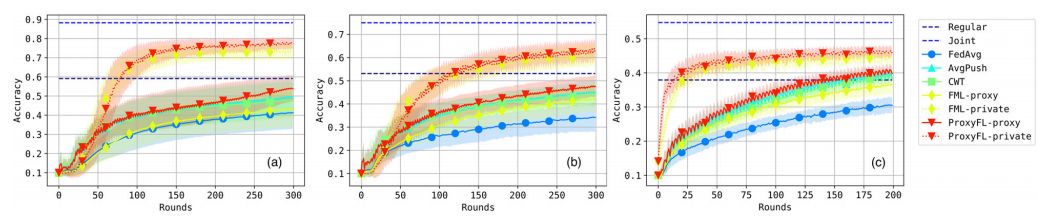 0.9
0.8
0.7
0.6
0.5
0.4
0.3
0.2
0.1
Accuracy
0 50 100 150 200 250 300
Rounds
(a)
0.7
0.6
0.5
0.4
0.3
0.2
0.1
Accuracy
0 50 100 150 200 250 300
Rounds
(b)
0.5
0.4
0.3
0.2
0.1
Accuracy
0 25 50 75 100 125 150 175 200
Rounds
(c)
Regular
Joint
FedAvg
AvgPush
CWT
FML-proxy
FML-private
ProxyFL-proxy
ProxyFL-private